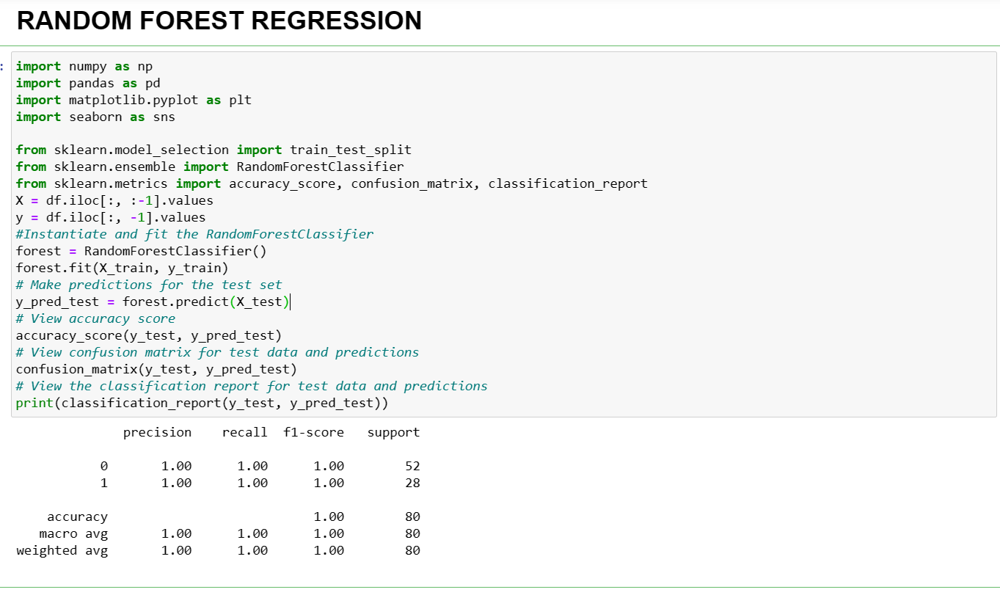 RANDOM FOREST REGRESSION
:
import numpy as np
import pandas as pd
import matplotlib.pyplot as plt
import seaborn as sns
from sklearn.model_selection import train_test_split
from sklearn.ensemble import RandomForestClassifier
from sklearn.metrics import accuracy_score, confusion_matrix, classification_report
X = df.iloc[:, :-1].values
y = df.iloc[:, -1].values
#Instantiate and fit the RandomForestClassifier
forest = RandomForestClassifier()
forest.fit(X_train, y_train)
# Make predictions for the test set
y_pred_test = forest.predict(X_test)
# View accuracy score
accuracy_score(y_test, y_pred_test)
# View confusion matrix for test data and predictions
confusion_matrix(y_test, y_pred_test)
# View the classification report for test data and predictions
print(classification_report(y_test, y_pred_test))
precision recall f1-score support
0 1.00 1.00 1.00 52
1 1.00 1.00 1.00 28
accuracy 1.00 80
macro avg 1.00 1.00 1.00 80
weighted avg 1.00 1.00 1.00 80